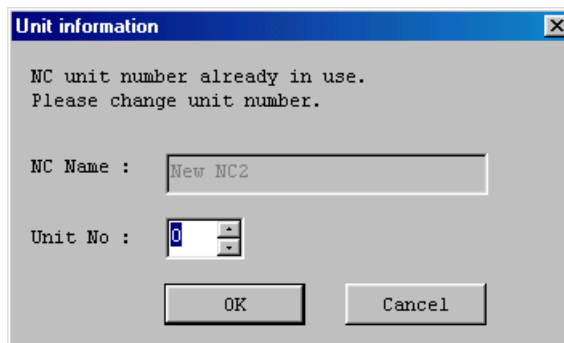 Unit information
NC unit number already in use.
Please change unit number.
NC Name :
New NC2
Unit No :
0
OK
Cancel